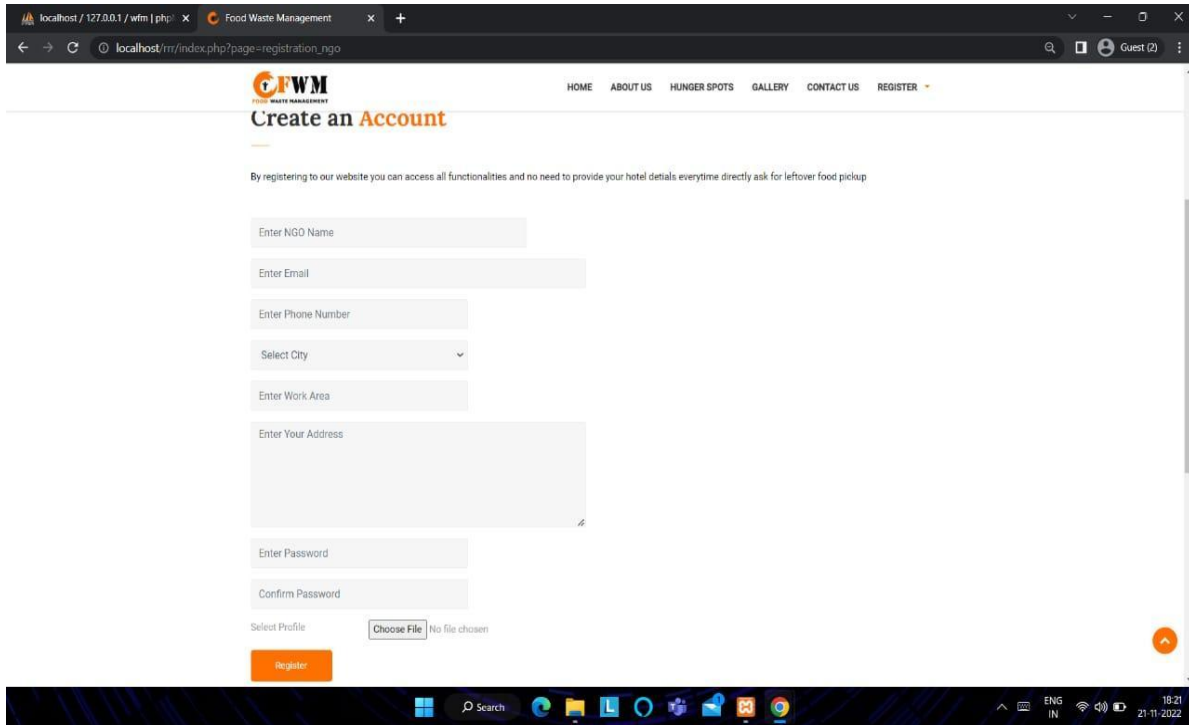 localhost / 127.0.0.1 / wfm | php
Food Waste Management
localhost/rrr/index.php?page=registration_ngo
Guest (2)
FWM
FOOD WASTE MANAGEMENT
HOME ABOUT US HUNGER SPOTS GALLERY CONTACT US REGISTER
Create an Account
By registering to our website you can access all functionalities and no need to provide your hotel detials everytime directly ask for leftover food pickup
Enter NGO Name
Enter Email
Enter Phone Number
Select City
Enter Work Area
Enter Your Address
Enter Password
Confirm Password
Select Profile Choose File No file chosen
Register
Search
ENG
IN
18:21
21-11-2022